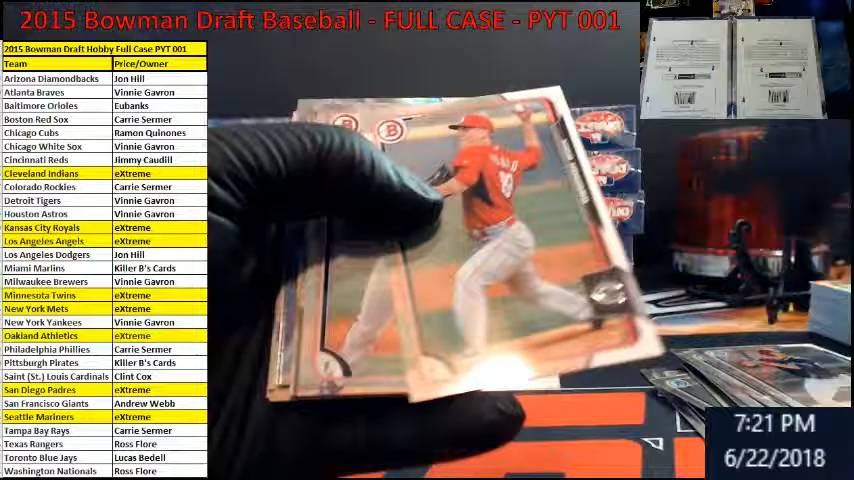 2015 Bowman Draft Baseball - FULL CASE - PYT 001
2015 Bowman Draft Hobby Full Case PYT 001
Team Price/Owner
Arizona Diamondbacks Jon Hill
Atlanta Braves Vinnie Gavron
Baltimore Orioles Eubanks
Boston Red Sox Carrie Sermer
Chicago Cubs Ramon Quinones
Chicago White Sox Vinnie Gavron
Cincinnati Reds Jimmy Caudill
Cleveland Indians eXtreme
Colorado Rockies Carrie Sermer
Detroit Tigers Vinnie Gavron
Houston Astros Vinnie Gavron
Kansas City Royals eXtreme
Los Angeles Angels eXtreme
Los Angeles Dodgers Jon Hill
Miami Marlins Killer B's Cards
Milwaukee Brewers Vinnie Gavron
Minnesota Twins eXtreme
New York Mets eXtreme
New York Yankees Vinnie Gavron
Oakland Athletics eXtreme
Philadelphia Phillies Carrie Sermer
Pittsburgh Pirates Killer B's Cards
Saint (St.) Louis Cardinals Clint Cox
San Diego Padres eXtreme
San Francisco Giants Andrew Webb
Seattle Mariners eXtreme
Tampa Bay Rays Carrie Sermer
Texas Rangers Ross Flore
Toronto Blue Jays Lucas Bedell
Washington Nationals Ross Flore
B B
7:21 PM
6/22/2018